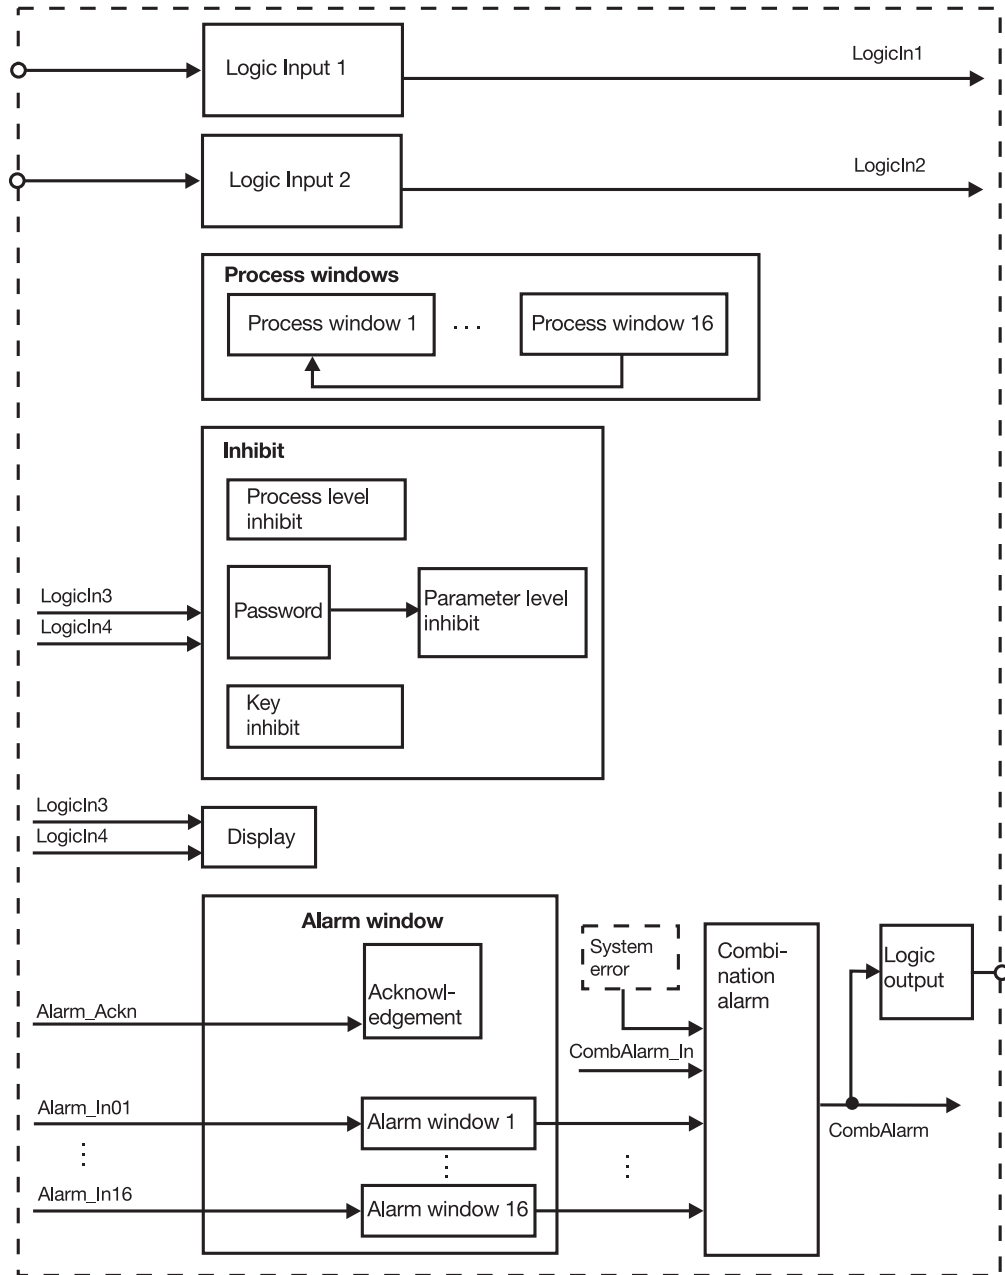 Logic Input 1
LogicIn1
Logic Input 2
LogicIn2
Process windows
Process window 1
. . .
Process window 16
Inhibit
Process level
inhibit
LogicIn3
LogicIn4
Password
Parameter level
inhibit
Key
inhibit
LogicIn3
LogicIn4
Display
Alarm window
System
error
Combi-
nation
alarm
Logic
output
Acknowl-
edgement
Alarm_Ackn
CombAlarm_In
Alarm_In01
Alarm window 1
CombAlarm
Alarm_In16
Alarm window 16